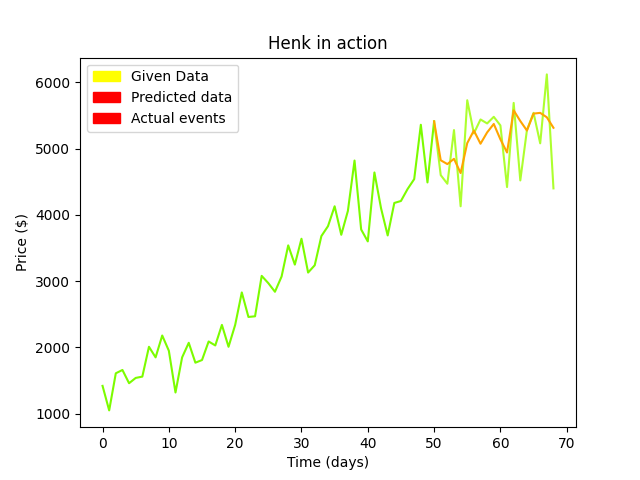 Henk in action
Given Data
Predicted data
Actual events
Price ($)
6000
5000
4000
3000
2000
1000
0 10 20 30 40 50 60 70
Time (days)